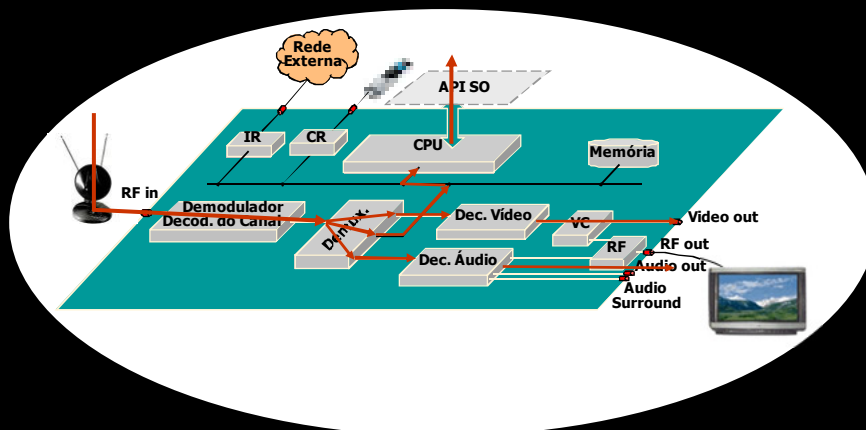 Rede
Externa
API SO
IR
CR
CPU
Memória
RF in
Demodulador
Decod. do Canal
Demux.
Dec. Vídeo
VC
Video out
RF
RF out
Dec. Áudio
Audio out
Audio
Surround